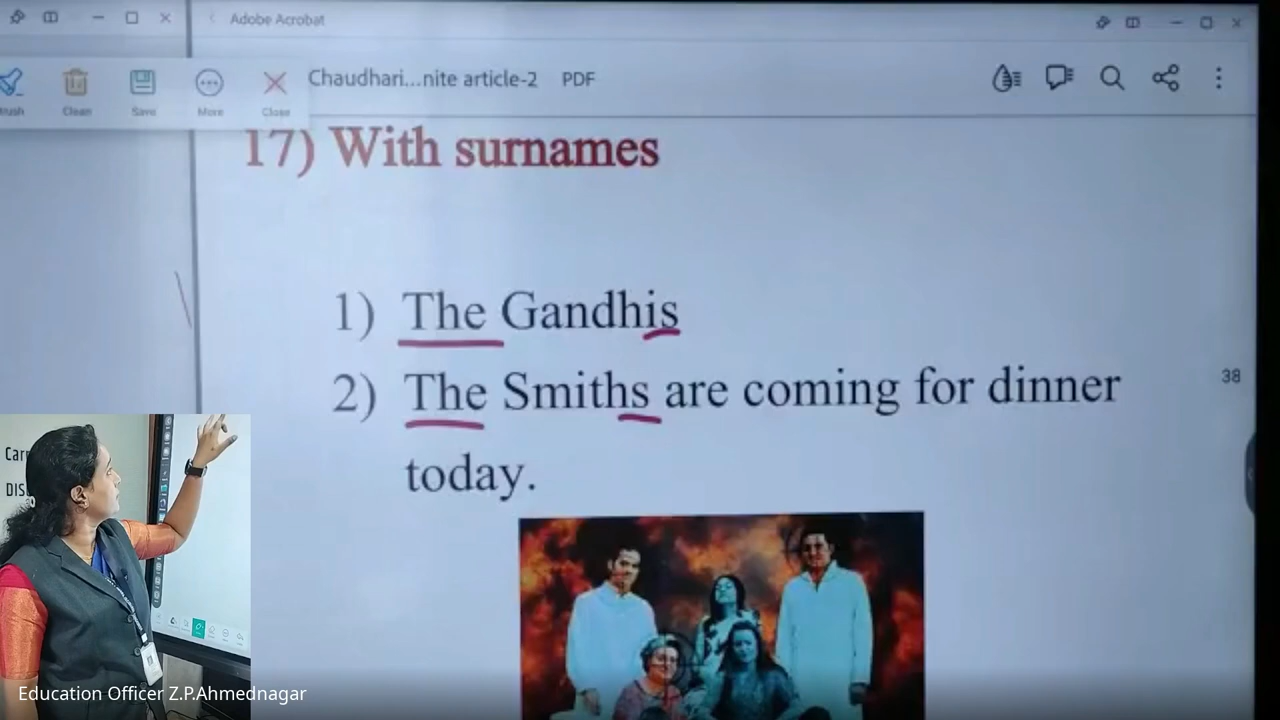 Adobe Acrobat
Chaudhari...nite article-2 PDF
Clean Save More Close
17) With surnames
1) The Gandhis
2) The Smiths are coming for dinner
today.
38
Education Officer Z.P.Ahmednagar